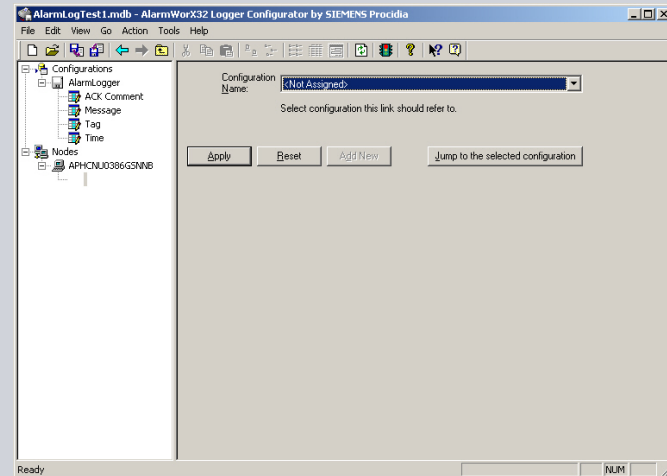 AlarmLogTest1.mdb - AlarmWorX32 Logger Configurator by SIEMENS Procidia
File Edit View Go Action Tools Help
Configurations
AlarmLogger
ACK Comment
Message
Tag
Time
Nodes
APHCNU0386GSNNB
Configuration Name:
<Not Assigned>
Select configuration this link should refer to.
Apply Reset Add New Jump to the selected configuration
Ready NUM